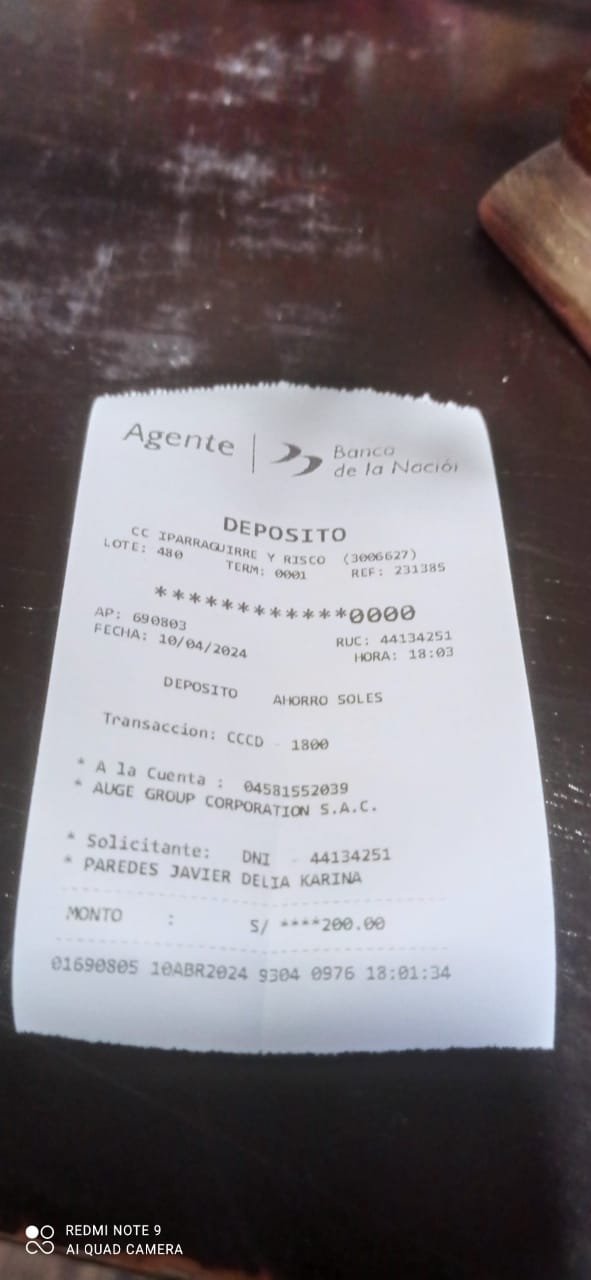 Agente | Banco
de la Nación
DEPOSITO
CC IPARRAGUIRRE Y RISCO (3006627)
LOTE: 480 TERM: 0001 REF: 231385
************0000
AP: 690803 RUC: 44134251
FECHA: 10/04/2024 HORA: 18:03
DEPOSITO AHORRO SOLES
Transaccion: CCCD - 1800
* A la Cuenta : 04581552039
* AUGE GROUP CORPORATION S.A.C.
* Solicitante: DNI - 44134251
* PAREDES JAVIER DELIA KARINA
MONTO : S/ ****200.00
01690805 10ABR2024 9304 0976 18:01:34
REDMI NOTE 9
AI QUAD CAMERA